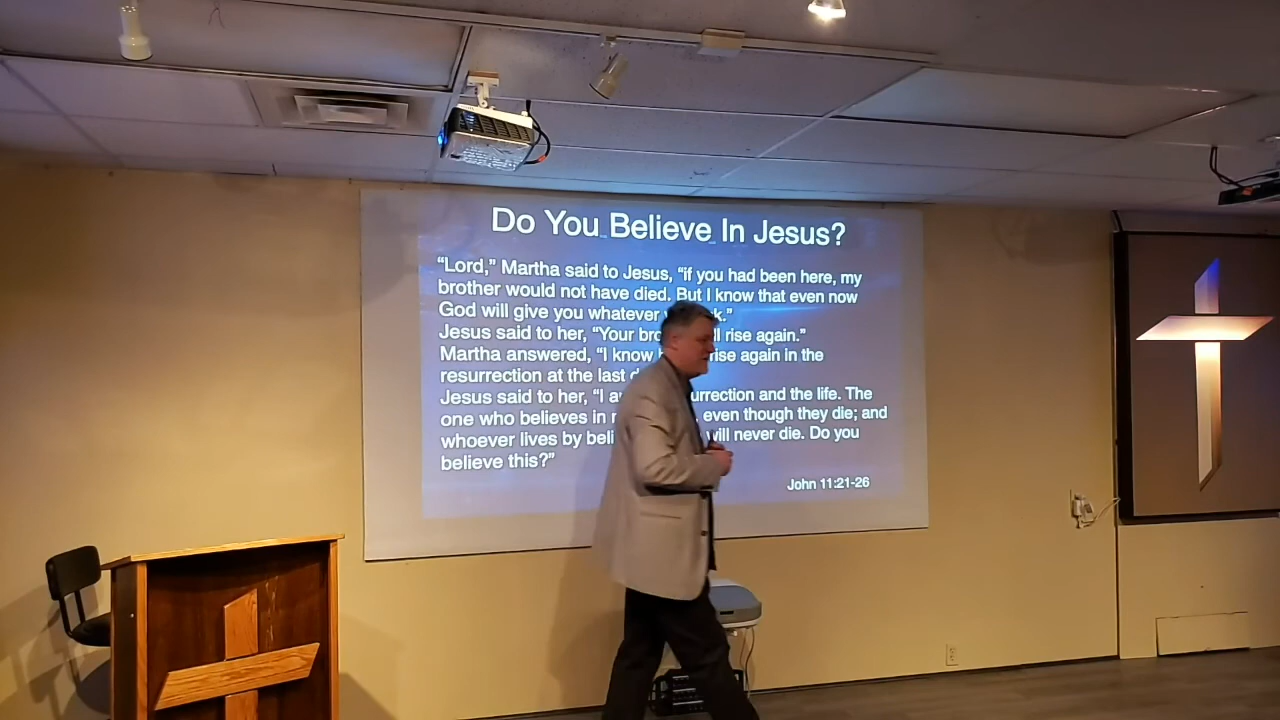 Do You Believe In Jesus?
“Lord,” Martha said to Jesus, “if you had been here, my
brother would not have died. But I know that even now
God will give you whatever
Jesus said to her, “Your rise again.”
Martha answered, “I know rise again in the
resurrection at the last
Jesus said to her, “I and the life. The
one who believes in even though they die; and
whoever lives by will never die. Do you
believe this?”
John 11:21-26